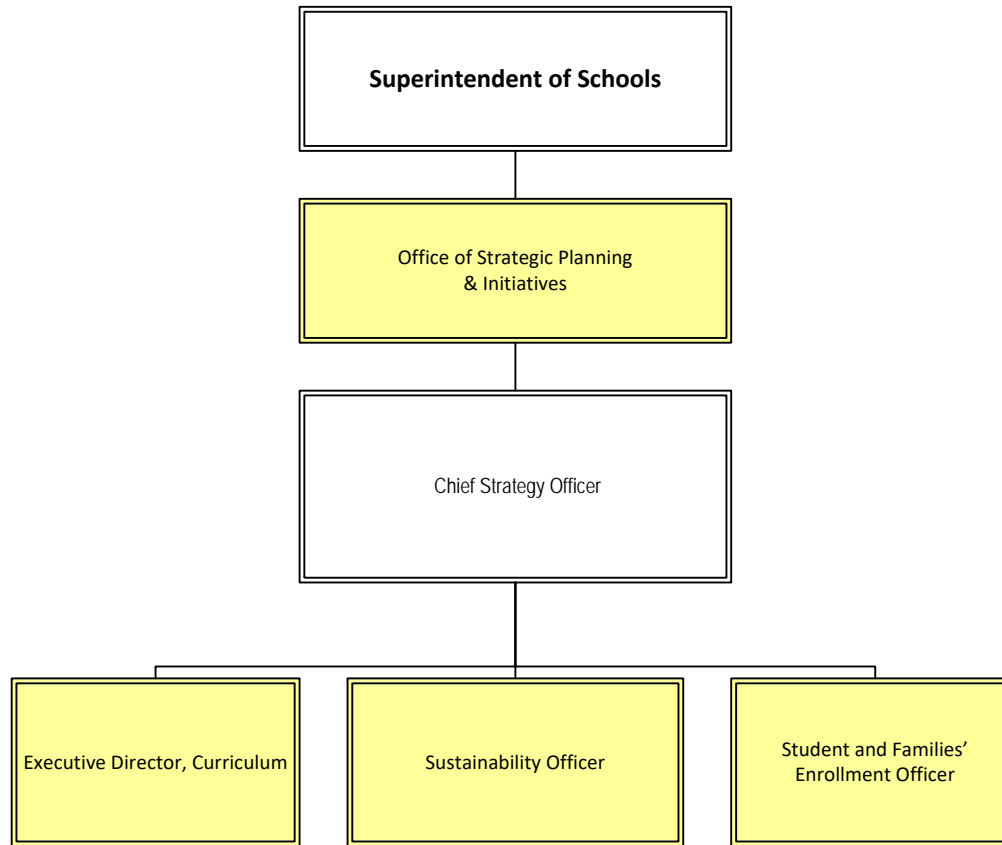 Superintendent of Schools
Office of Strategic Planning
& Initiatives
Chief Strategy Officer
Executive Director, Curriculum
Sustainability Officer
Student and Families’
Enrollment Officer